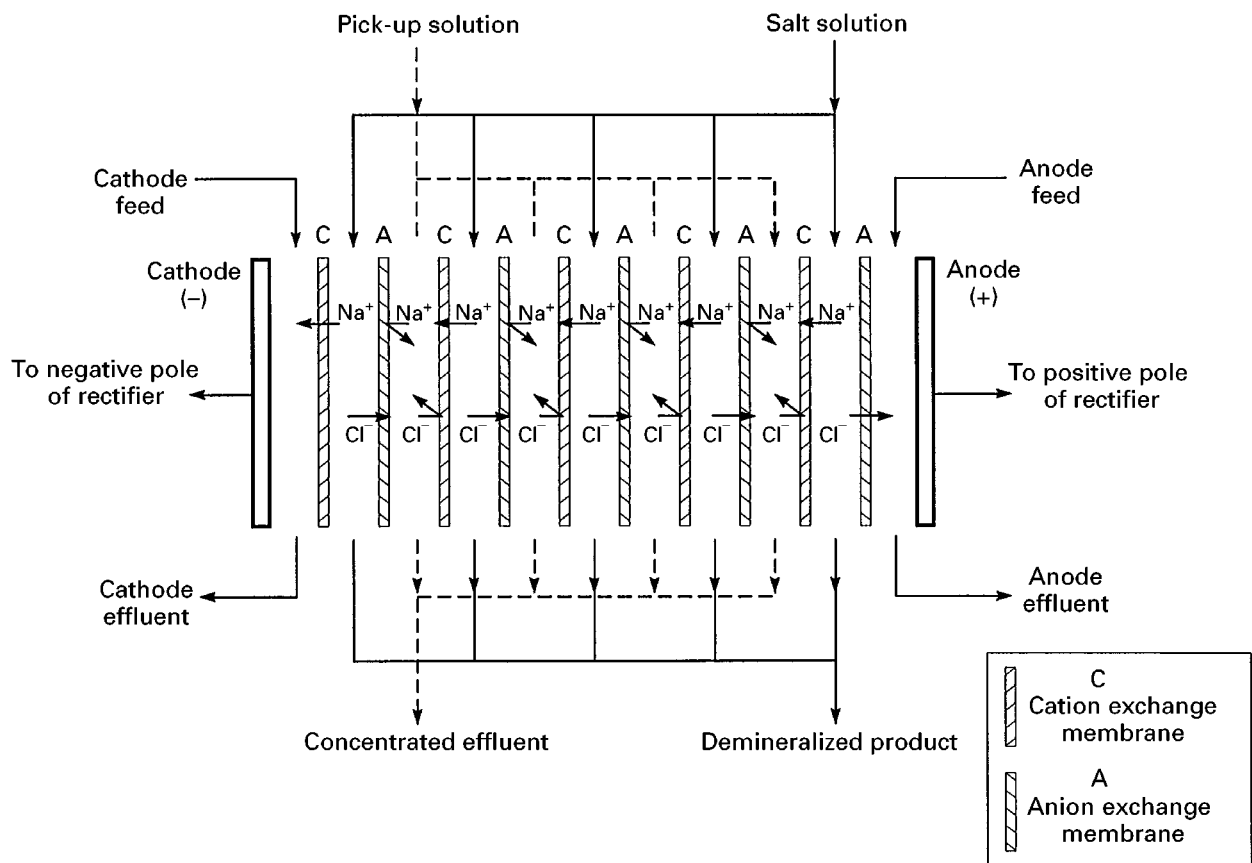 Pick-up solution
Salt solution
Cathode
feed
Anode
feed
C A C A C A C A C A
Cathode
(–)
Anode
(+)
Na⁺ Na⁺ Na⁺ Na⁺ Na⁺ Na⁺ Na⁺ Na⁺ Na⁺
To negative pole
of rectifier
To positive pole
of rectifier
Cl⁻ Cl⁻ Cl⁻ Cl⁻ Cl⁻ Cl⁻ Cl⁻ Cl⁻ Cl⁻
Cathode
effluent
Anode
effluent
Concentrated effluent
Demineralized product
C
Cation exchange
membrane
A
Anion exchange
membrane